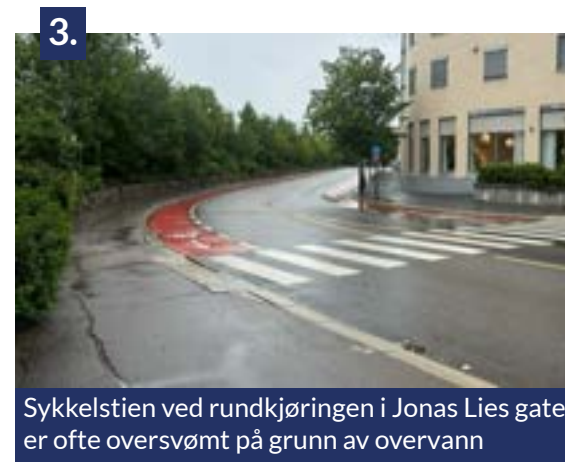 3.
Sykkelstien ved rundkjøringen i Jonas Lies gate
er ofte oversvømt på grunn av overvann